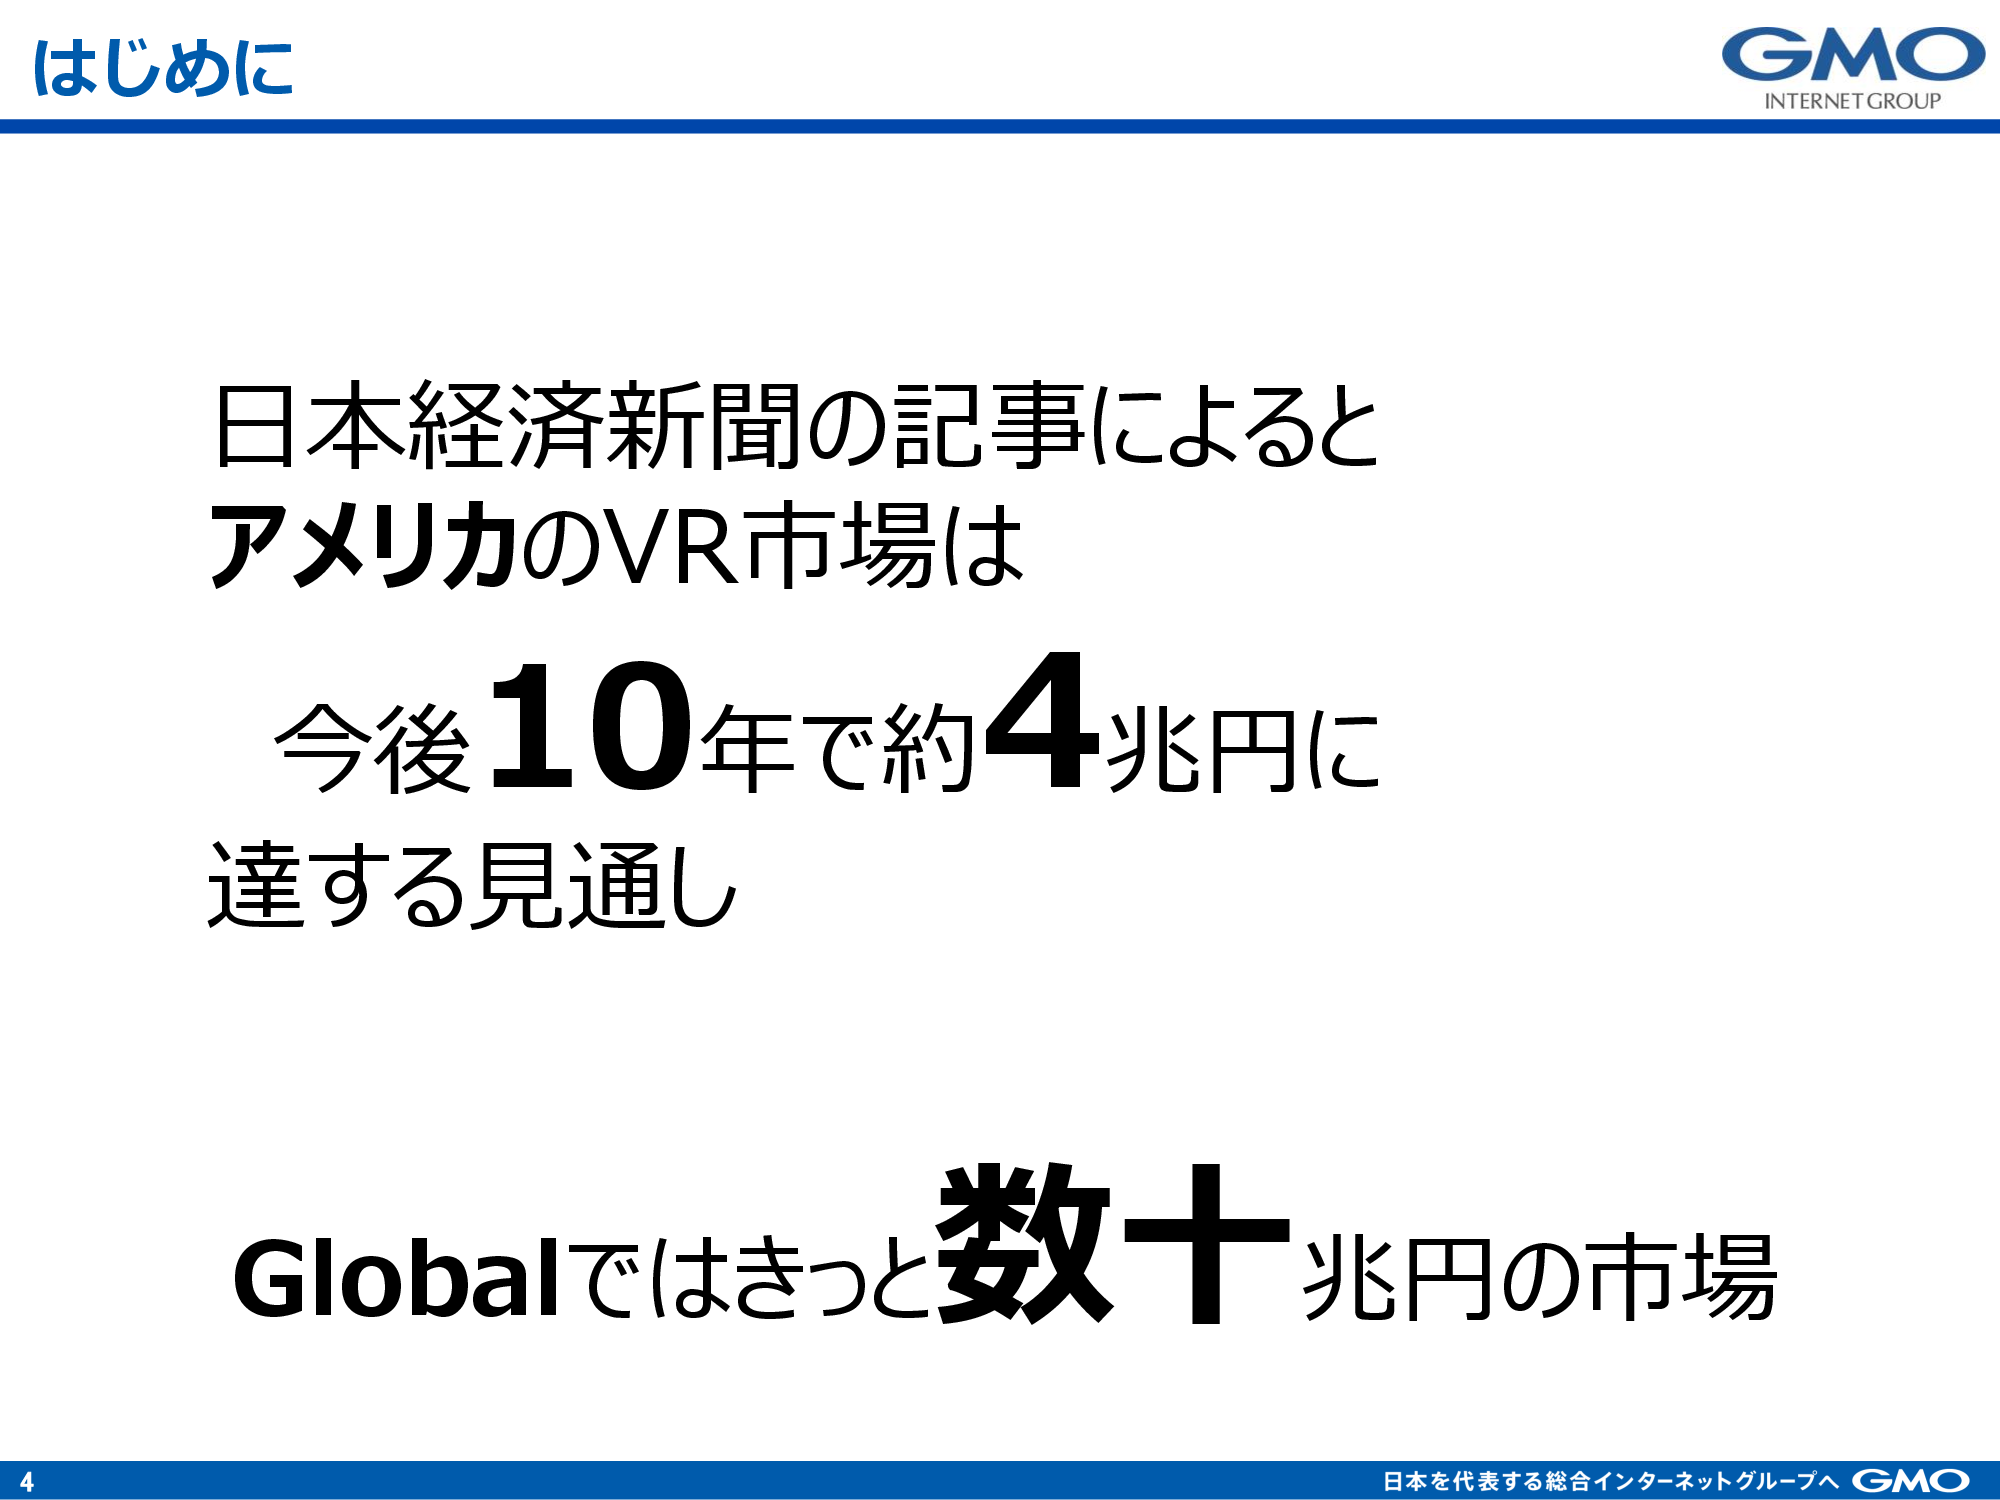 はじめに
GMO
INTERNET GROUP
日本経済新聞の記事によると
アメリカのVR市場は
今後10年で約4兆円に
達する見通し
Globalではきっと数十兆円の市場
4
日本を代表する総合インターネットグループへ GMO